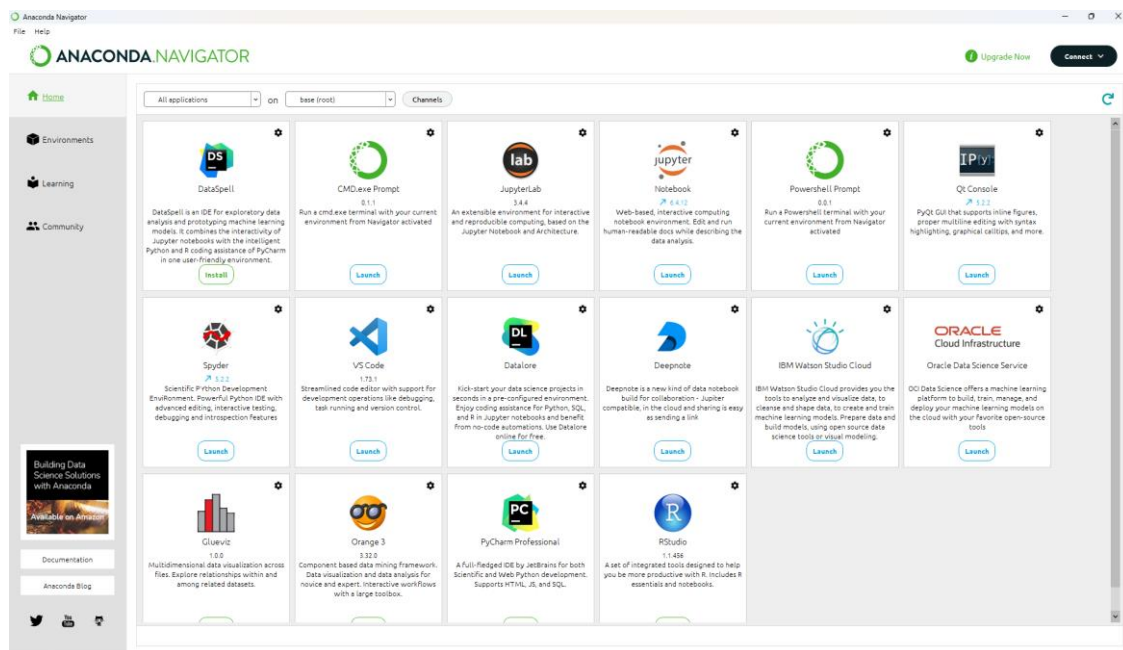 Anaconda Navigator
File Help
ANACONDA.NAVIGATOR
Upgrade Now
Connect
Home
Environments
Learning
Community
All applications on base (root) Channels
DS
DataSpell
DataSpell is an IDE for exploratory data
analysis and prototyping machine learning
models. It combines the interactivity of
Jupyter notebooks with the intelligent
Python and R coding assistance of PyCharm
in one user-friendly environment.
Install
CMD.exe Prompt
0.1.1
Run a cmd.exe terminal with your current
environment from Navigator activated
Launch
lab
JupyterLab
3.4.4
An extensible environment for interactive
and reproducible computing, based on the
Jupyter Notebook and Architecture.
Launch
jupyter
Notebook
6.4.12
Web-based, interactive computing
notebook environment. Edit and run
human-readable docs while describing the
data analysis.
Launch
Powershell Prompt
0.0.1
Run a Powershell terminal with your
current environment from Navigator
activated
Launch
IP[y]:
Qt Console
5.2.2
PyQt GUI that supports inline figures,
proper multiline editing with syntax
highlighting, graphical calltips, and more.
Launch
Spyder
5.2.2
Scientific PYthon Development
EnviRonment. Powerful Python IDE with
advanced editing, interactive testing,
debugging and introspection features
Launch
VS Code
1.73.1
Streamlined code editor with support for
development operations like debugging,
task running and version control.
Launch
DL
Datalore
Kick-start your data science projects in
seconds in a pre-configured environment.
Enjoy coding assistance for Python, SQL,
and R in Jupyter notebooks and benefit
from no-code automations. Use Datalore
online for free.
Launch
Deepnote
Deepnote is a new kind of data notebook
built for collaboration - Jupiter
compatible, in the cloud and sharing is easy
as sending a link
Launch
IBM Watson Studio Cloud
IBM Watson Studio Cloud provides you the
tools to analyze and visualize data, to
cleanse and shape data, to create and train
machine learning models. Prepare data and
build models, using open source data
science tools or visual modeling.
Launch
ORACLE
Cloud Infrastructure
Oracle Data Science Service
OCI Data Science offers a machine learning
platform to build, train, manage, and
deploy your machine learning models on
the cloud with your favorite open-source
tools
Launch
Glueviz
1.0.0
Multidimensional data visualization across
files. Explore relationships within and
among related datasets.
Orange 3
3.32.0
Component based data mining framework.
Data visualization and data analysis for
novice and expert. Interactive workflows
with a large toolbox.
PC
PyCharm Professional
A full-fledged IDE by JetBrains for both
Scientific and Web Python development.
Supports HTML, JS, and SQL.
R
RStudio
1.1.456
A set of integrated tools designed to help
you be more productive with R. Includes R
essentials and notebooks.
Building Data
Science Solutions
with Anaconda
Available on Amazon
Documentation
Anaconda Blog
You
Tube